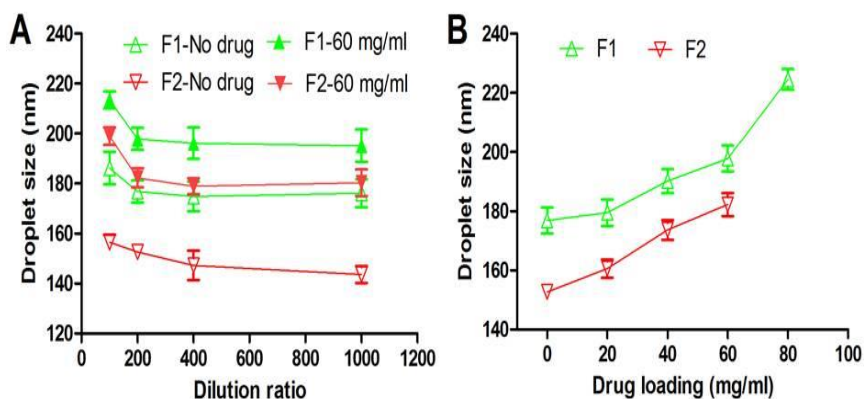 A
F1-No drug
F1-60 mg/ml
F2-No drug
F2-60 mg/ml
Droplet size (nm)
240
220
200
180
160
140
120
0 200 400 600 800 1000 1200
Dilution ratio
B
F1 F2
Droplet size (nm)
240
220
200
180
160
140
0 20 40 60 80 100
Drug loading (mg/ml)